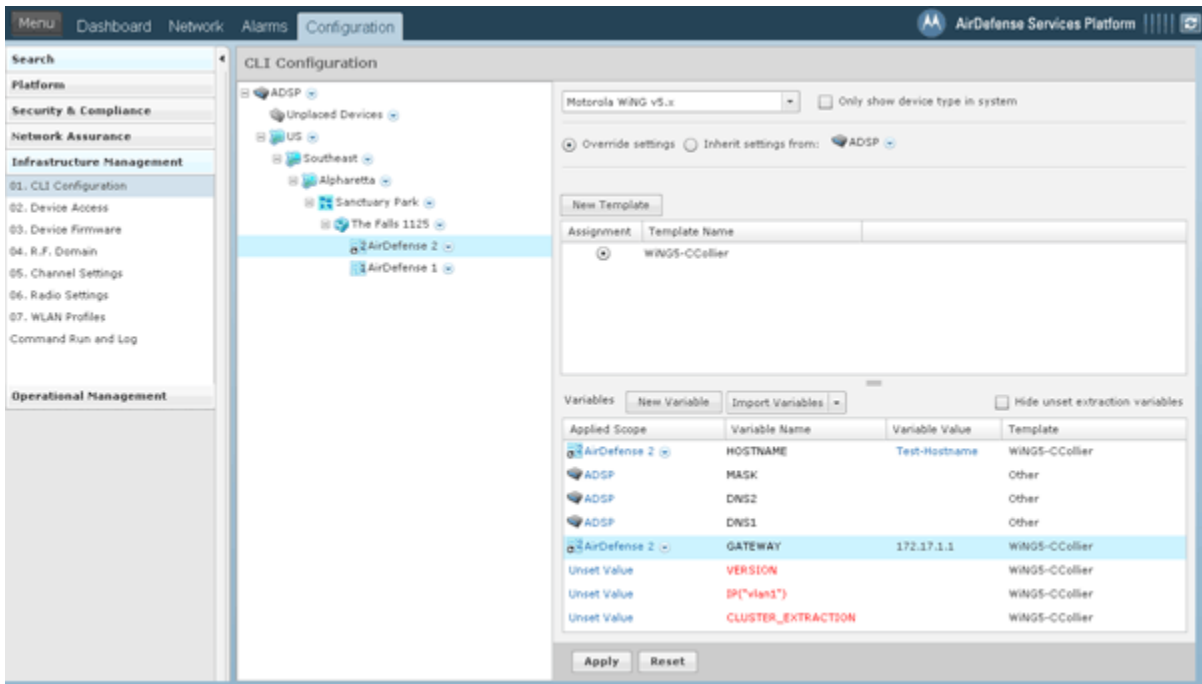 Menu Dashboard Network Alarms Configuration AirDefense Services Platform
Search
Platform
Security & Compliance
Network Assurance
Infrastructure Management
01. CLI Configuration
02. Device Access
03. Device Firmware
04. R.F. Domain
05. Channel Settings
06. Radio Settings
07. WLAN Profiles
Command Run and Log
Operational Management
CLI Configuration
ADSP
Unplaced Devices
US
Southeast
Alpharetta
Sanctuary Park
The Falls 1125
AirDefense 2
AirDefense 1
Motorola WiNG v5.x Only show device type in system
Override settings Inherit settings from: ADSP
New Template
Assignment Template Name
WiNG5-CCollier
Variables New Variable Import Variables Hide unset extraction variables
Applied Scope Variable Name Variable Value Template
AirDefense 2 HOSTNAME Test-Hostname WiNG5-CCollier
ADSP MASK Other
ADSP DNS2 Other
ADSP DNS1 Other
AirDefense 2 GATEWAY 172.17.1.1 WiNG5-CCollier
Unset Value VERSION WiNG5-CCollier
Unset Value IP("vlan1") WiNG5-CCollier
Unset Value CLUSTER_EXTRACTION WiNG5-CCollier
Apply Reset